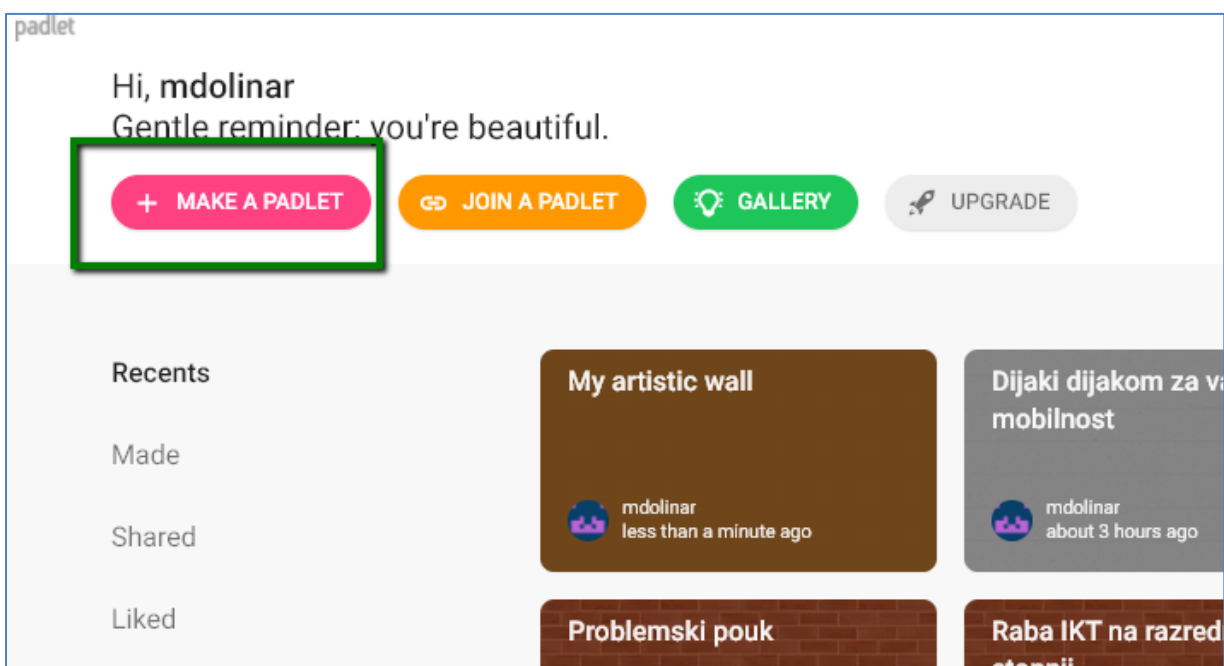 padlet
Hi, mdolinar
Gentle reminder: you're beautiful.
+ MAKE A PADLET
JOIN A PADLET
GALLERY
UPGRADE
Recents
Made
Shared
Liked
My artistic wall
mdolinar
less than a minute ago
Dijaki dijakom za
mobilnost
mdolinar
about 3 hours ago
Problemski pouk
Raba IKT na